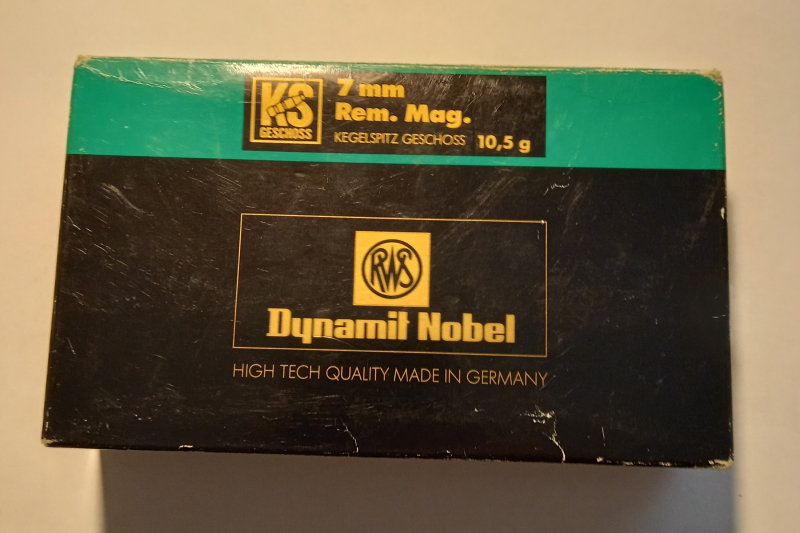 KS
GESCHOSS
7 mm
Rem. Mag.
KEGELSPITZ GESCHOSS 10,5 g
RWS
Dynamit Nobel
HIGH TECH QUALITY MADE IN GERMANY